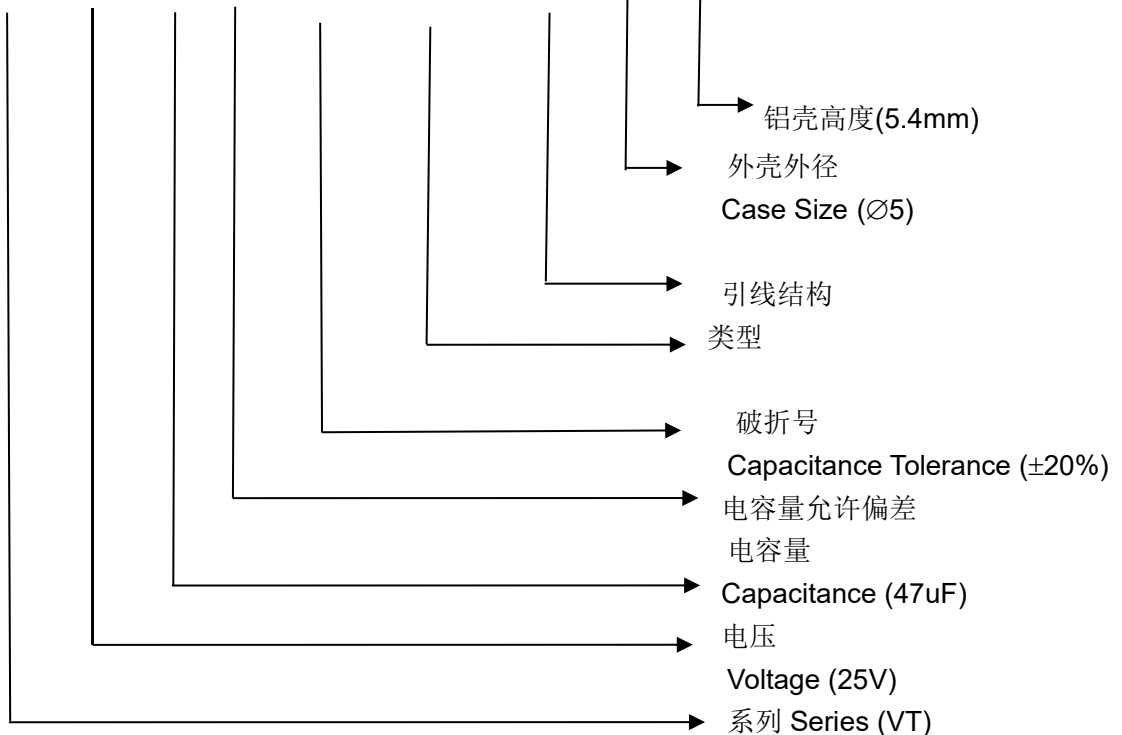 铝壳高度(5.4mm)
外壳外径
Case Size (∅5)
引线结构
类型
破折号
Capacitance Tolerance (±20%)
电容量允许偏差
电容量
Capacitance (47uF)
电压
Voltage (25V)
系列 Series (VT)